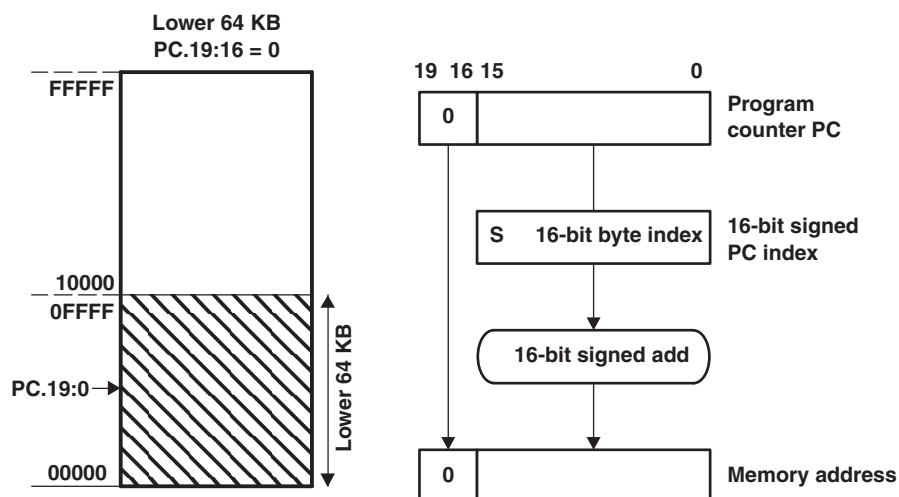 Lower 64 KB
PC.19:16 = 0
FFFFF
10000
0FFFF
PC.19:0
00000
Lower 64 KB
19 16 15 0
0
Program
counter PC
S 16-bit byte index
16-bit signed
PC index
16-bit signed add
0
Memory address